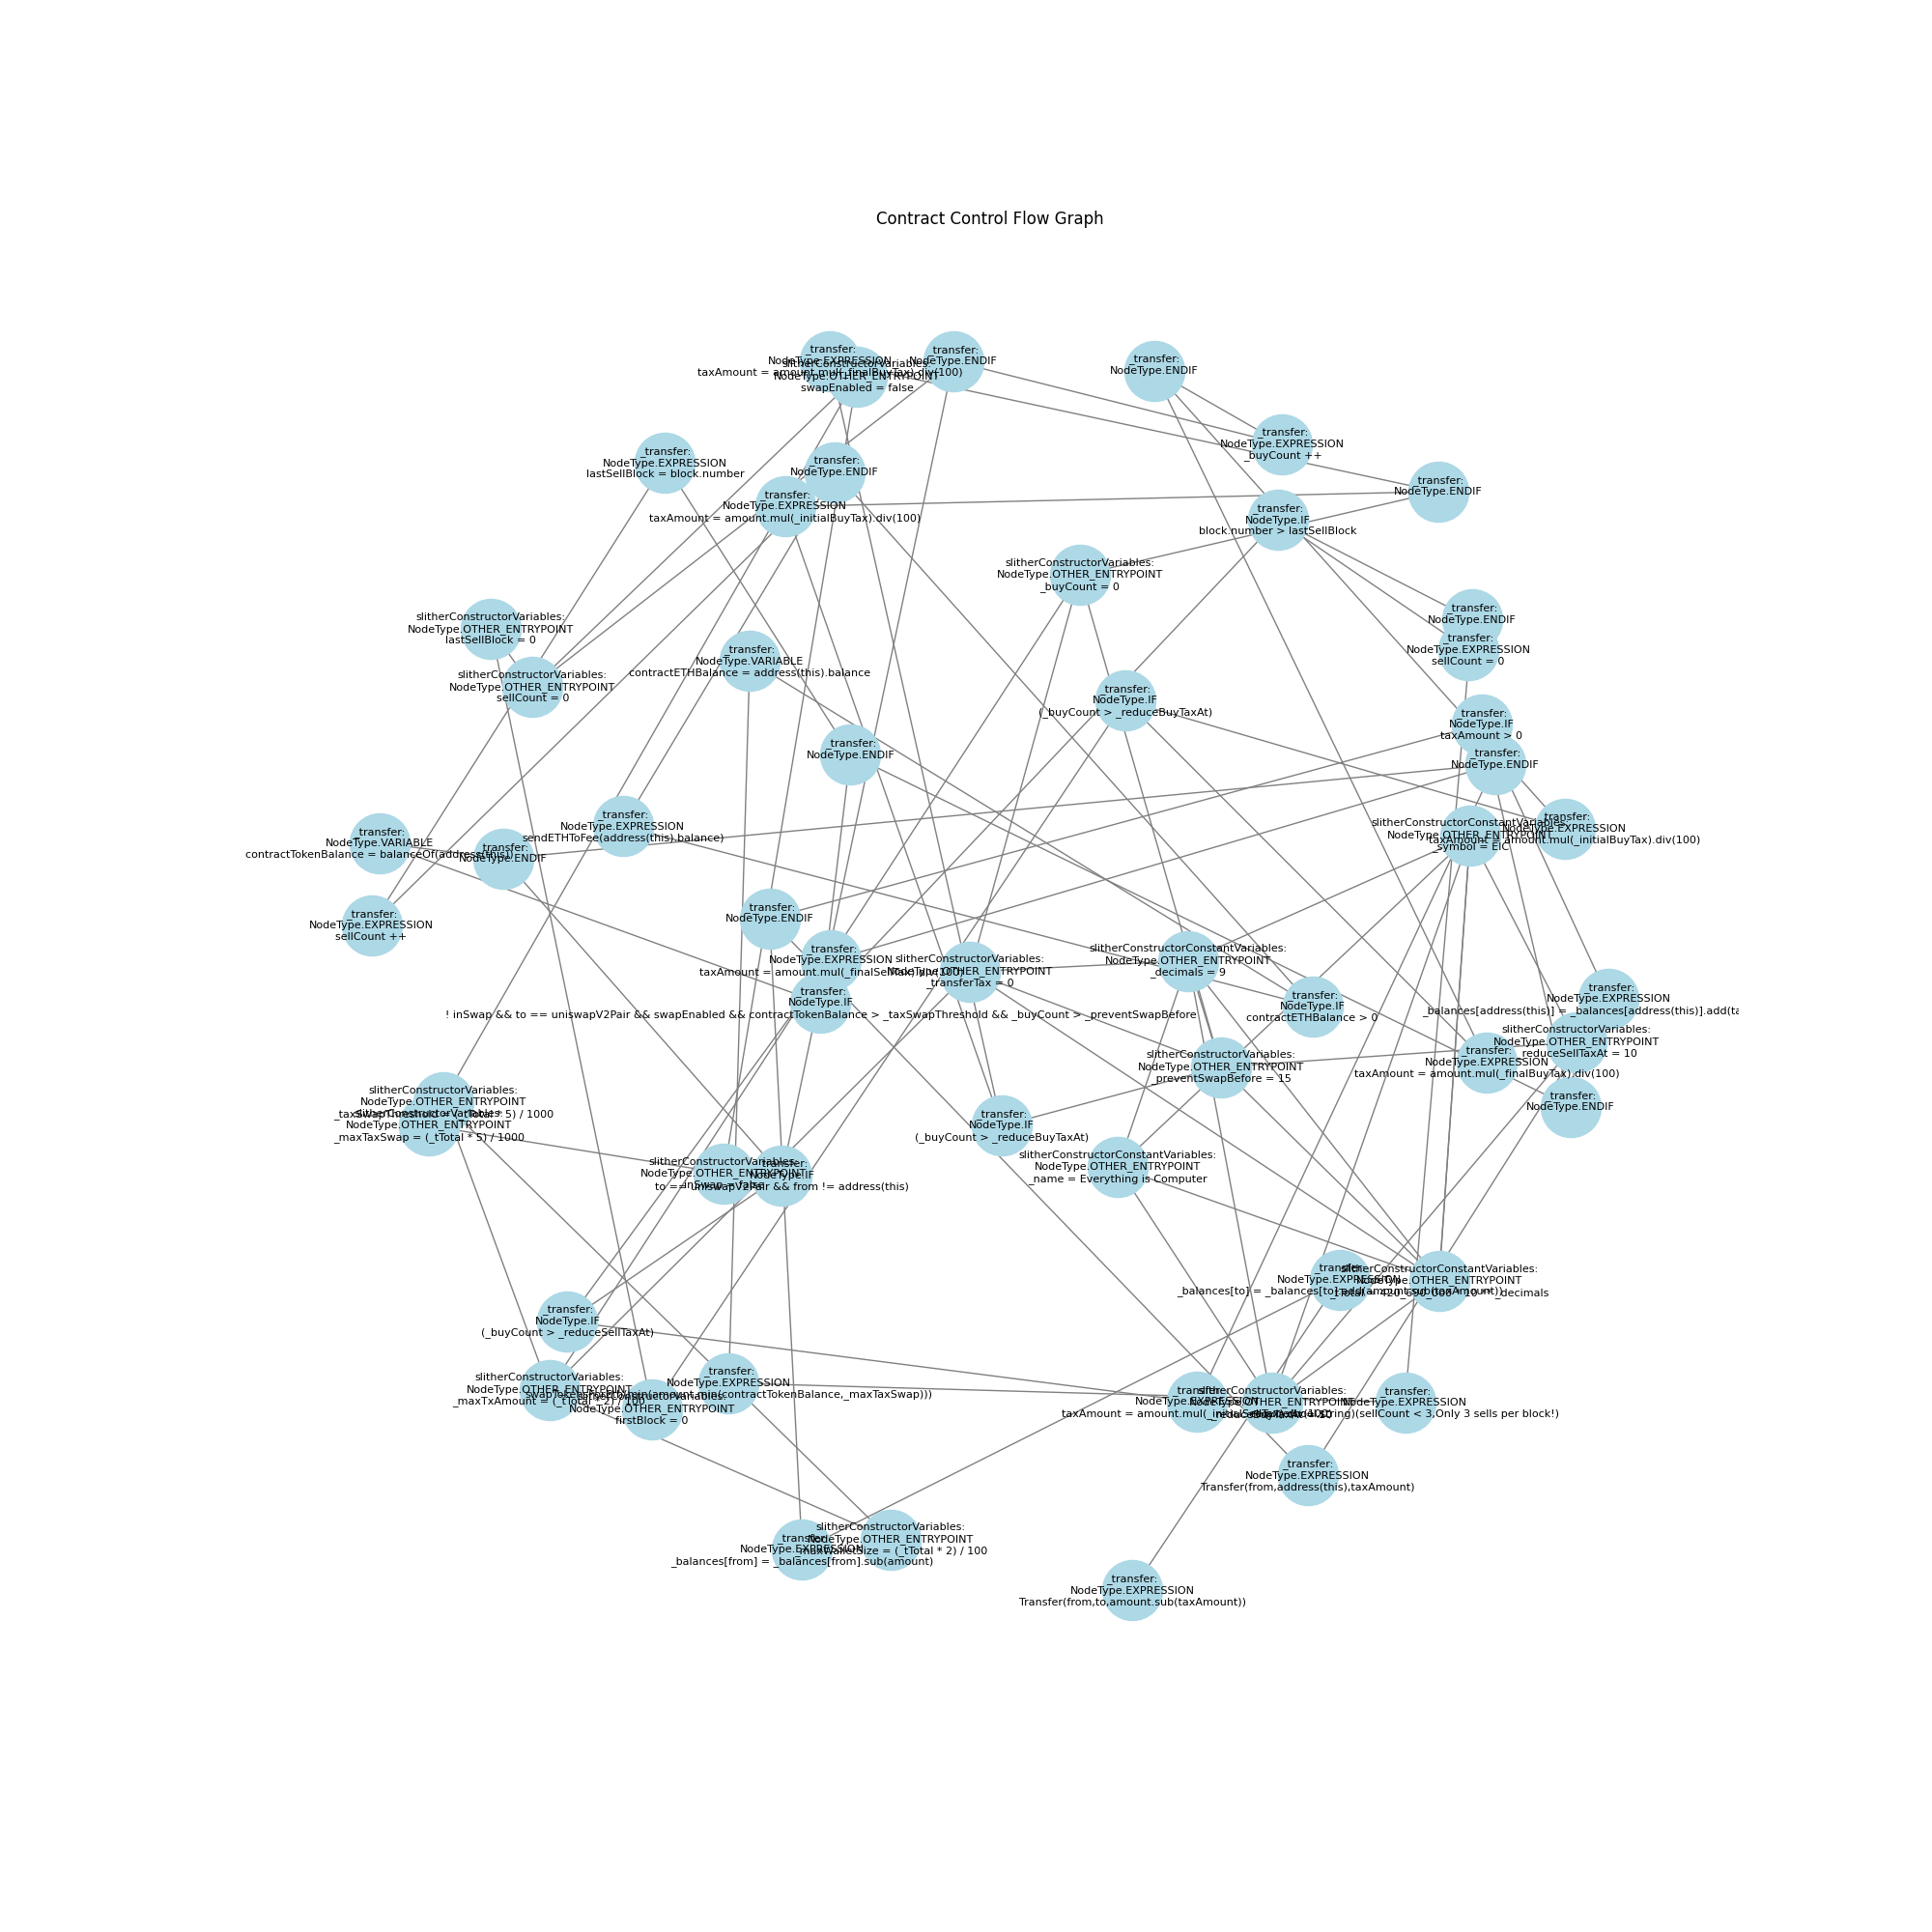 Contract Control Flow Graph
_transfer:
NodeType.EXPRESSION
taxAmount = amount.mul(_finalBuyTax).div(100)
slitherConstructorVariables:
NodeType.OTHER_ENTRYPOINT
swapEnabled = false
_transfer:
NodeType.ENDIF
_transfer:
NodeType.ENDIF
_transfer:
NodeType.EXPRESSION
_buyCount ++
_transfer:
NodeType.EXPRESSION
lastSellBlock = block.number
_transfer:
NodeType.ENDIF
_transfer:
NodeType.ENDIF
_transfer:
NodeType.EXPRESSION
taxAmount = amount.mul(_initialBuyTax).div(100)
_transfer:
NodeType.IF
block.number > lastSellBlock
slitherConstructorVariables:
NodeType.OTHER_ENTRYPOINT
_buyCount = 0
_transfer:
NodeType.ENDIF
slitherConstructorVariables:
NodeType.OTHER_ENTRYPOINT
lastSellBlock = 0
_transfer:
NodeType.EXPRESSION
sellCount = 0
_transfer:
NodeType.VARIABLE
contractETHBalance = address(this).balance
slitherConstructorVariables:
NodeType.OTHER_ENTRYPOINT
sellCount = 0
_transfer:
NodeType.IF
(_buyCount > _reduceBuyTaxAt)
_transfer:
NodeType.IF
taxAmount > 0
_transfer:
NodeType.ENDIF
_transfer:
NodeType.ENDIF
_transfer:
NodeType.EXPRESSION
sendETHToFee(address(this).balance)
slitherConstructorConstantVariables:
NodeType.OTHER_ENTRYPOINT
_symbol = EIC
_transfer:
NodeType.EXPRESSION
taxAmount = amount.mul(_initialBuyTax).div(100)
_transfer:
NodeType.VARIABLE
contractTokenBalance = balanceOf(address(this))
_transfer:
NodeType.ENDIF
_transfer:
NodeType.EXPRESSION
sellCount ++
_transfer:
NodeType.ENDIF
_transfer:
NodeType.EXPRESSION
taxAmount = amount.mul(_finalSellTax).div(100)
slitherConstructorVariables:
NodeType.OTHER_ENTRYPOINT
_transferTax = 0
slitherConstructorConstantVariables:
NodeType.OTHER_ENTRYPOINT
_decimals = 9
_transfer:
NodeType.IF
! inSwap && to == uniswapV2Pair && swapEnabled && contractTokenBalance > _taxSwapThreshold && _buyCount > _preventSwapBefore
_transfer:
NodeType.IF
contractETHBalance > 0
_transfer:
NodeType.EXPRESSION
_balances[address(this)] = _balances[address(this)].add(ta
slitherConstructorVariables:
NodeType.OTHER_ENTRYPOINT
_reduceSellTaxAt = 10
slitherConstructorVariables:
NodeType.OTHER_ENTRYPOINT
_preventSwapBefore = 15
_transfer:
NodeType.EXPRESSION
taxAmount = amount.mul(_finalBuyTax).div(100)
_transfer:
NodeType.ENDIF
slitherConstructorVariables:
NodeType.OTHER_ENTRYPOINT
_taxSwapThreshold = (_tTotal * 5) / 1000
slitherConstructorVariables:
NodeType.OTHER_ENTRYPOINT
_maxTaxSwap = (_tTotal * 5) / 1000
_transfer:
NodeType.IF
(_buyCount > _reduceBuyTaxAt)
slitherConstructorConstantVariables:
NodeType.OTHER_ENTRYPOINT
_name = Everything is Computer
slitherConstructorVariables:
NodeType.OTHER_ENTRYPOINT
inSwap = false
_transfer:
NodeType.IF
to == uniswapV2Pair && from != address(this)
_transfer:
NodeType.EXPRESSION
_balances[to] = _balances[to].add(amount.sub(taxAmount))
slitherConstructorConstantVariables:
NodeType.OTHER_ENTRYPOINT
_decimals
_transfer:
NodeType.IF
(_buyCount > _reduceSellTaxAt)
slitherConstructorVariables:
NodeType.OTHER_ENTRYPOINT
_maxTxAmount = (_tTotal * 2) / 100
_transfer:
NodeType.EXPRESSION
swapTokensForEth(min(amount,min(contractTokenBalance,_maxTaxSwap)))
slitherConstructorVariables:
NodeType.OTHER_ENTRYPOINT
firstBlock = 0
_transfer:
NodeType.EXPRESSION
taxAmount = amount.mul(_initialSellTax).div(100)
slitherConstructorVariables:
NodeType.OTHER_ENTRYPOINT
_reduceBuyTaxAt = 10
_transfer:
NodeType.EXPRESSION
(sellCount < 3,Only 3 sells per block!)
_transfer:
NodeType.EXPRESSION
Transfer(from,address(this),taxAmount)
slitherConstructorVariables:
NodeType.OTHER_ENTRYPOINT
_maxWalletSize = (_tTotal * 2) / 100
_transfer:
NodeType.EXPRESSION
_balances[from] = _balances[from].sub(amount)
_transfer:
NodeType.EXPRESSION
Transfer(from,to,amount.sub(taxAmount))